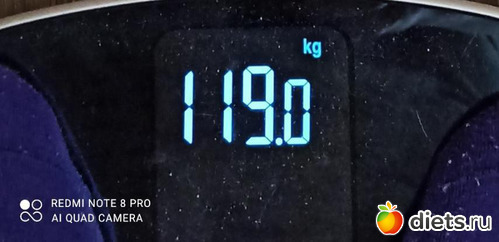 kg
119.0
REDMI NOTE 8 PRO
AI QUAD CAMERA
diets.ru